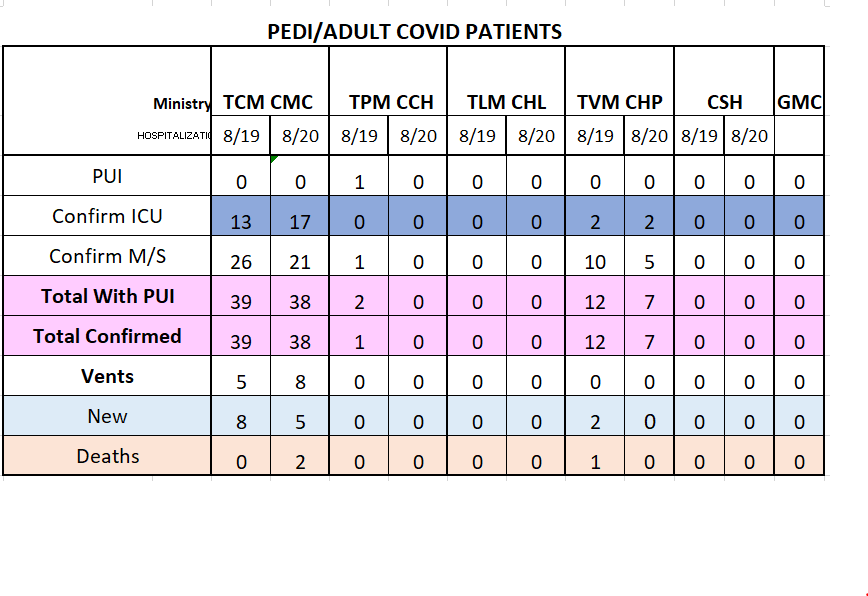 PEDI/ADULT COVID PATIENTS
Ministry TCM CMC TPM CCH TLM CHL TVM CHP CSH GMC
HOSPITALIZATIO 8/19 8/20 8/19 8/20 8/19 8/20 8/19 8/20 8/19 8/20
PUI 0 0 1 0 0 0 0 0 0 0 0
Confirm ICU 13 17 0 0 0 0 2 2 0 0 0
Confirm M/S 26 21 1 0 0 0 10 5 0 0 0
Total With PUI 39 38 2 0 0 0 12 7 0 0 0
Total Confirmed 39 38 1 0 0 0 12 7 0 0 0
Vents 5 8 0 0 0 0 0 0 0 0 0
New 8 5 0 0 0 0 2 0 0 0 0
Deaths 0 2 0 0 0 0 1 0 0 0 0